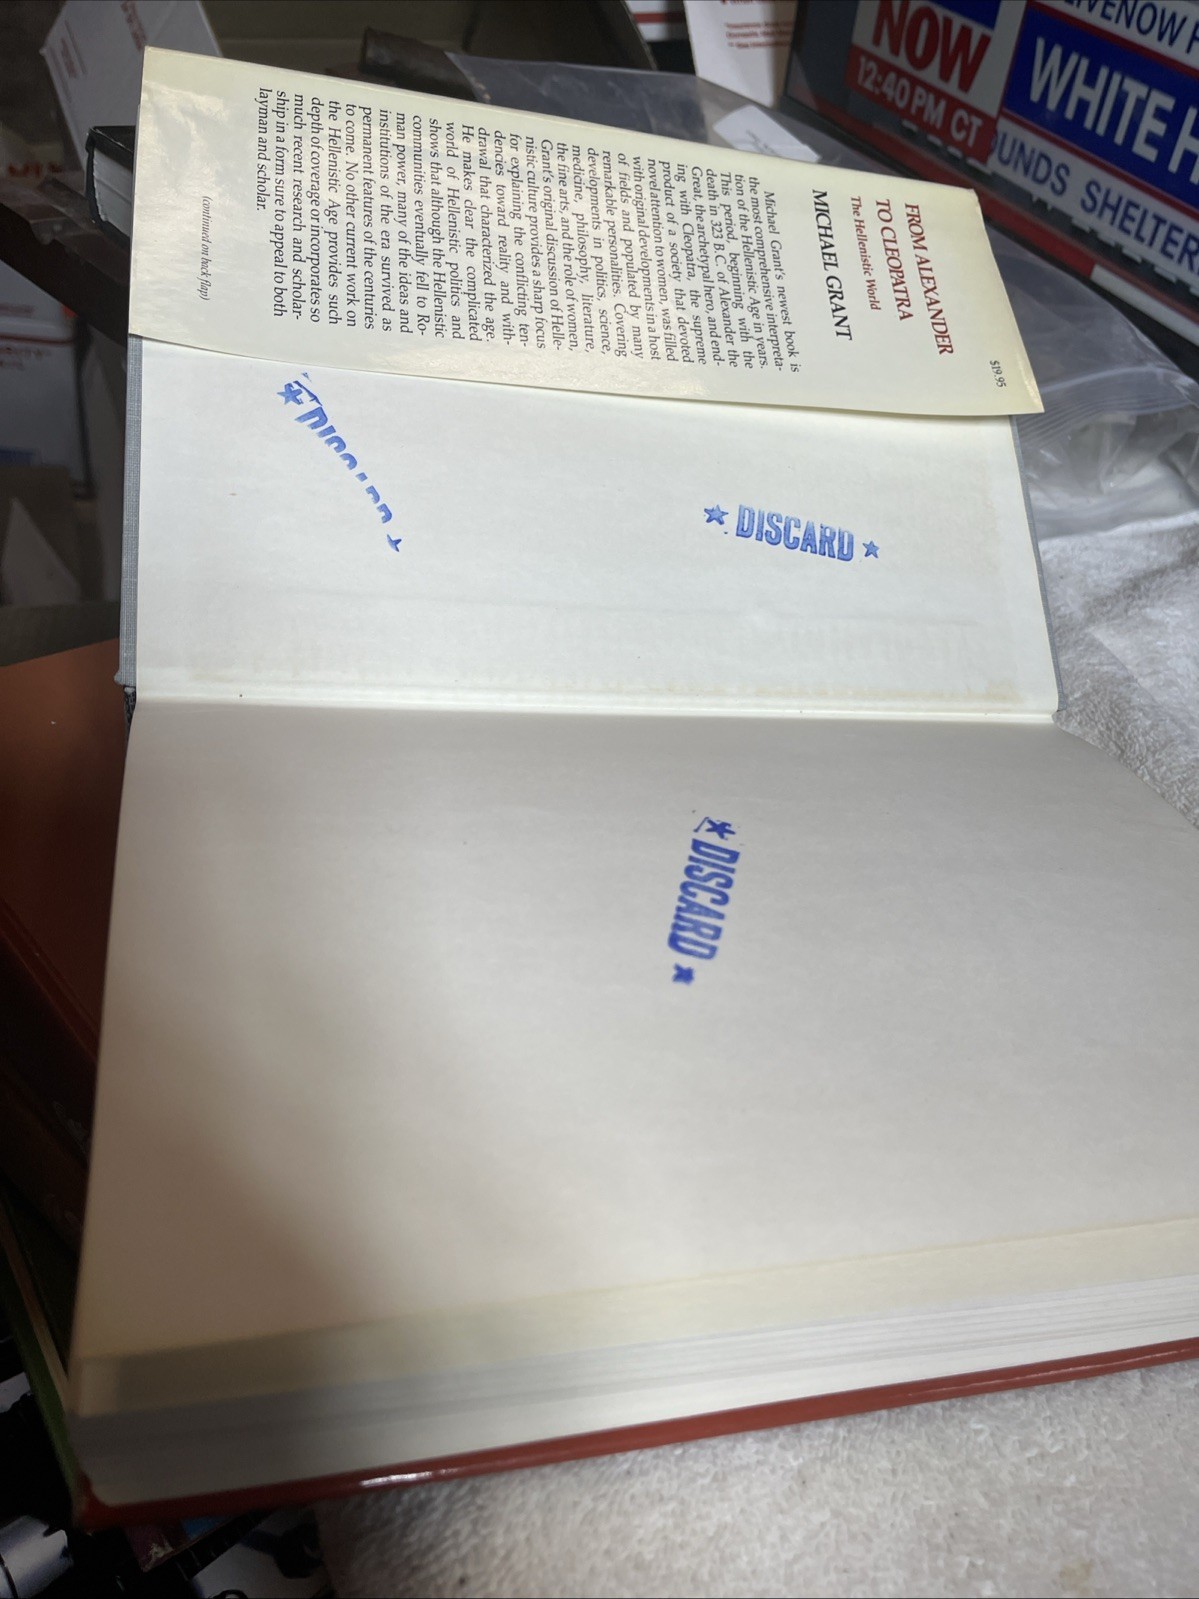 $19.95
FROM ALEXANDER
TO CLEOPATRA
The Hellenistic World
MICHAEL GRANT
Michael Grant's newest book is
the most comprehensive interpreta-
tion of the Hellenistic Age in years.
This period, beginning with the
death in 323 B.C. of Alexander the
Great, the archetypal hero, and end-
ing with Cleopatra, the supreme
product of a society that devoted
novel attention to women, was filled
with original developments in a host
of fields and populated by many
remarkable personalities. Covering
developments in politics, science,
medicine, philosophy, literature,
the fine arts, and the role of women,
Grant's original discussion of Helle-
nistic culture provides a sharp focus
for explaining the conflicting ten-
dencies toward reality and with-
drawal that characterized the age.
He makes clear the complicated
world of Hellenistic politics and
shows that although the Hellenistic
communities eventually fell to Ro-
man power, many of the ideas and
institutions of the era survived as
permanent features of the centuries
to come. No other current work on
the Hellenistic Age provides such
depth of coverage or incorporates so
much recent research and scholar-
ship in a form sure to appeal to both
layman and scholar.
(continued on back flap)
DISCARD
DISCARD
DISCARD
NOW
12:40 PM CT
LIVENOW
WHITE H
OUNDS SHELTER